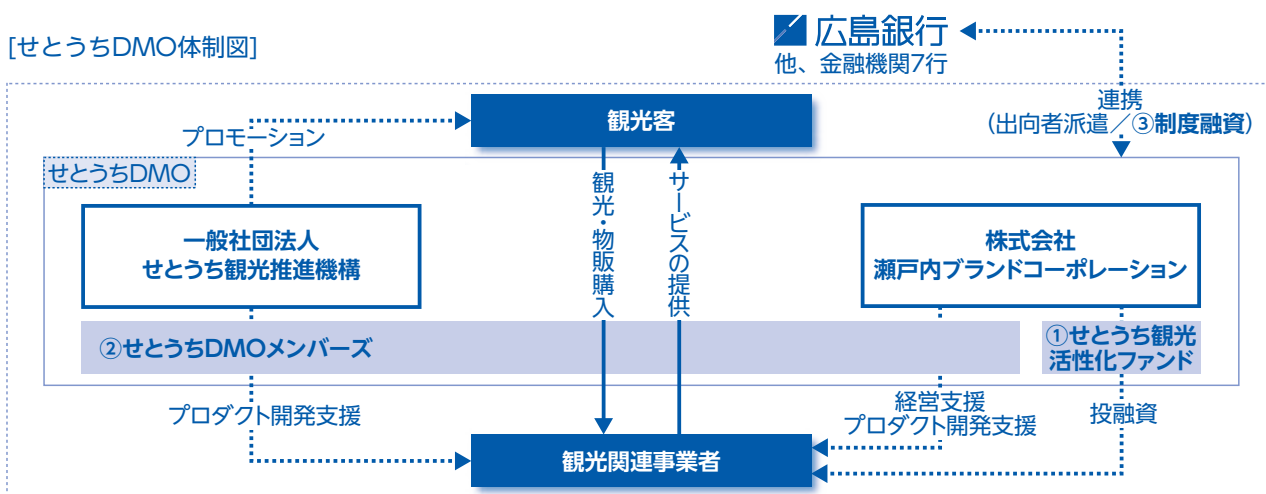 [せとうちDMO体制図]
広島銀行
他、金融機関7行
連携
(出向者派遣/③制度融資)
観光客
プロモーション
せとうちDMO
一般社団法人
せとうち観光推進機構
観光・物販購入
サービスの提供
株式会社
瀬戸内ブランドコーポレーション
②せとうちDMOメンバーズ
①せとうち観光
活性化ファンド
プロダクト開発支援
経営支援
プロダクト開発支援
投融資
観光関連事業者